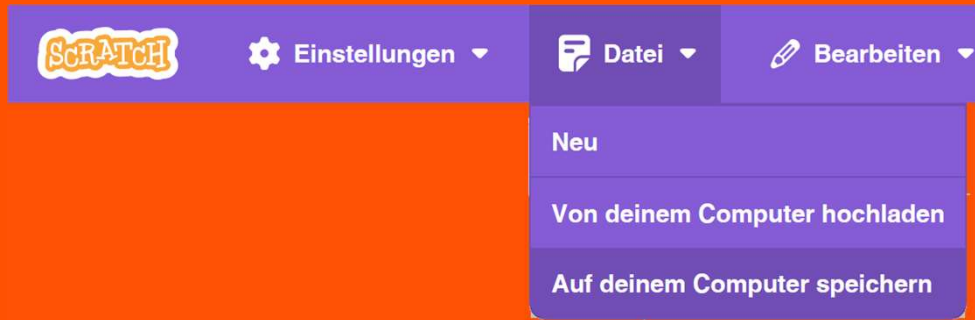 SCRATCH Einstellungen Datei Bearbeiten
Neu
Von deinem Computer hochladen
Auf deinem Computer speichern